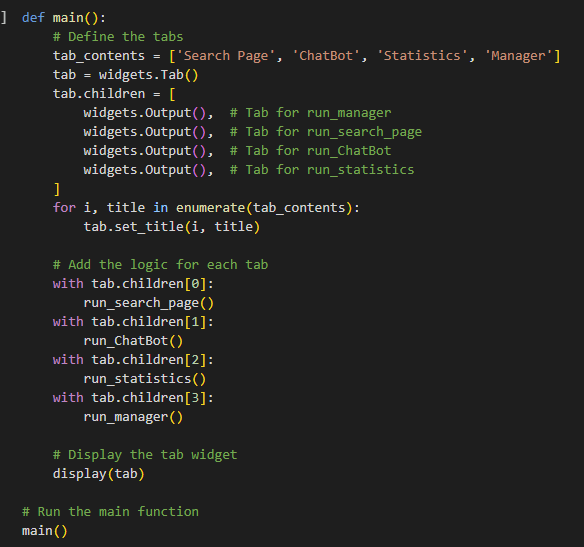 ] def main():
    # Define the tabs
    tab_contents = ['Search Page', 'ChatBot', 'Statistics', 'Manager']
    tab = widgets.Tab()
    tab.children = [
        widgets.Output(),  # Tab for run_manager
        widgets.Output(),  # Tab for run_search_page
        widgets.Output(),  # Tab for run_ChatBot
        widgets.Output(),  # Tab for run_statistics
    ]
    for i, title in enumerate(tab_contents):
        tab.set_title(i, title)

    # Add the logic for each tab
    with tab.children[0]:
        run_search_page()
    with tab.children[1]:
        run_ChatBot()
    with tab.children[2]:
        run_statistics()
    with tab.children[3]:
        run_manager()

    # Display the tab widget
    display(tab)

# Run the main function
main()